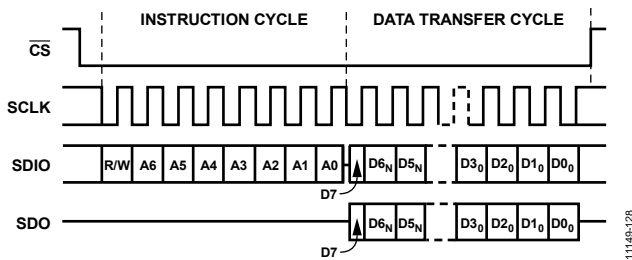 INSTRUCTION CYCLE DATA TRANSFER CYCLE
CS
SCLK
SDIO R/W A6 A5 A4 A3 A2 A1 A0 D6N D5N D30 D20 D10 D00
D7
SDO D6N D5N D30 D20 D10 D00
D7
11149-128